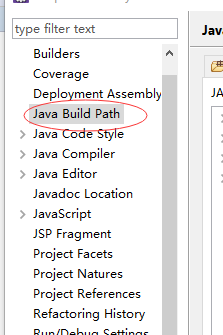 type filter text
Java
Builders
Coverage
Deployment Assembly
Java Build Path
JA
Java Code Style
Java Compiler
Java Editor
Javadoc Location
JavaScript
JSP Fragment
Project Facets
Project Natures
Project References
Refactoring History
Run/Debug Settings